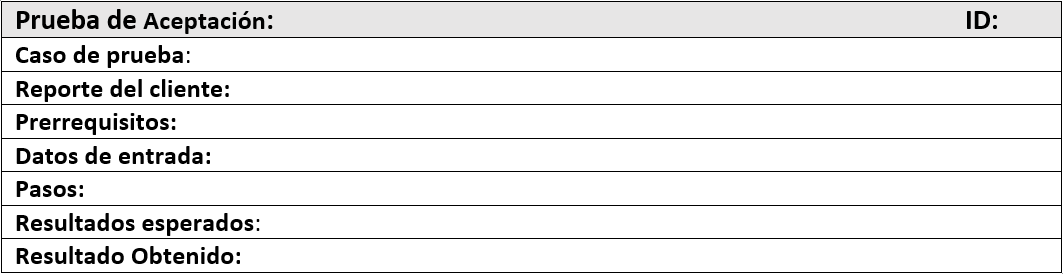 Prueba de Aceptación: ID:
Caso de prueba:
Reporte del cliente:
Prerrequisitos:
Datos de entrada:
Pasos:
Resultados esperados:
Resultado Obtenido: